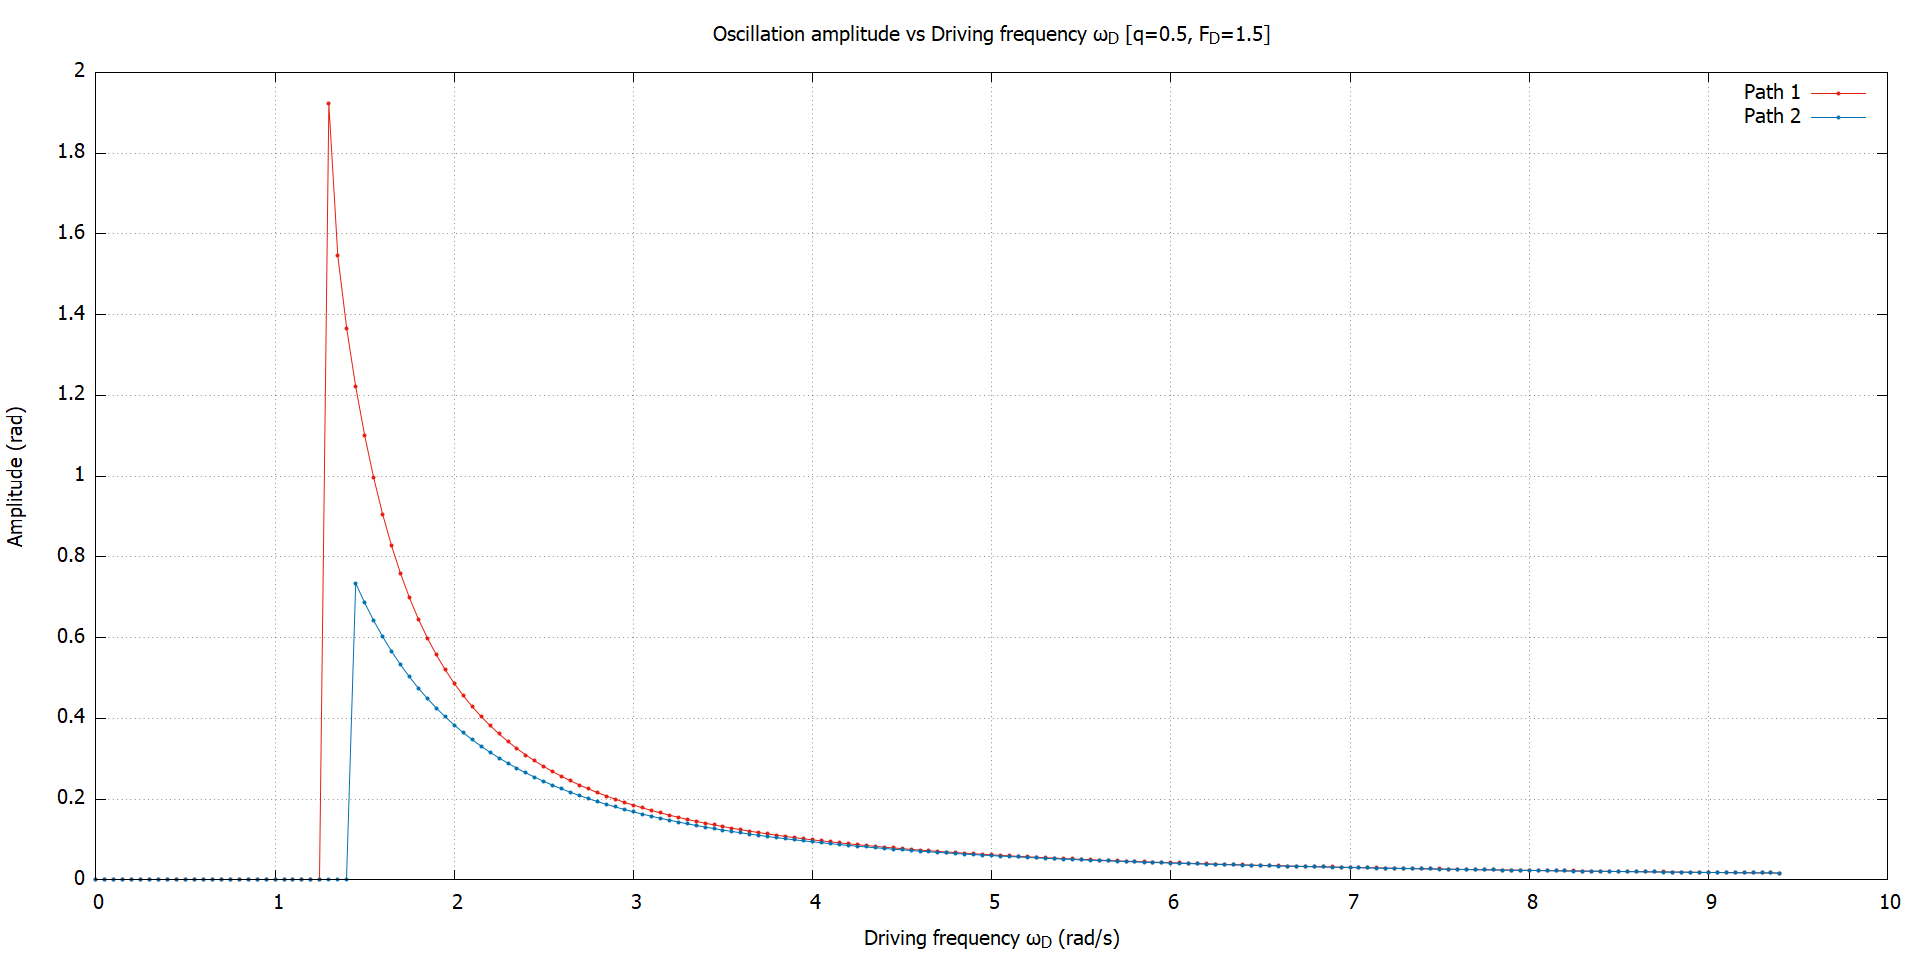 Oscillation amplitude vs Driving frequency ωD [q=0.5, FD=1.5]
Path 1
Path 2
2
1.8
1.6
1.4
1.2
1
0.8
0.6
0.4
0.2
0
Amplitude (rad)
0 1 2 3 4 5 6 7 8 9 10
Driving frequency ωD (rad/s)